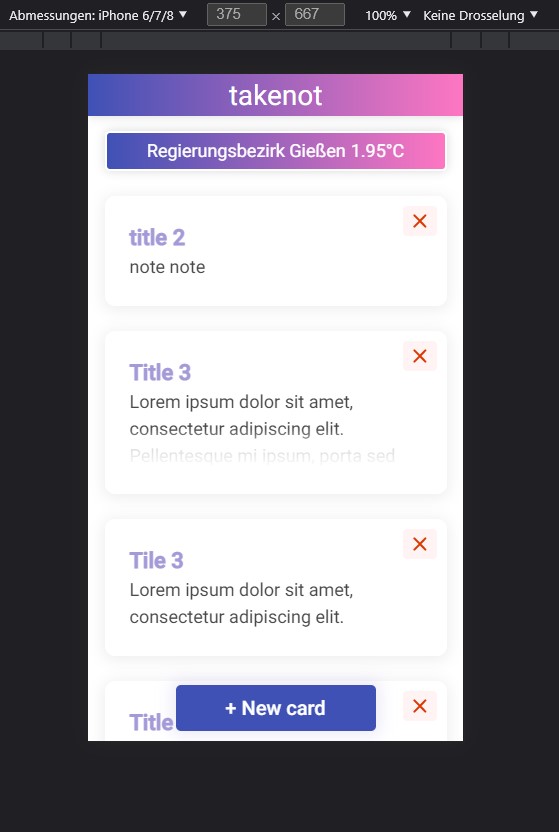 Abmessungen: iPhone 6/7/8 ▼ 375 × 667 100% ▼ Keine Drosselung ▼
takenot
Regierungsbezirk Gießen 1.95°C
title 2
note note
Title 3
Lorem ipsum dolor sit amet,
consectetur adipiscing elit.
Pellentesque mi ipsum, porta sed
Tile 3
Lorem ipsum dolor sit amet,
consectetur adipiscing elit.
Title
+ New card